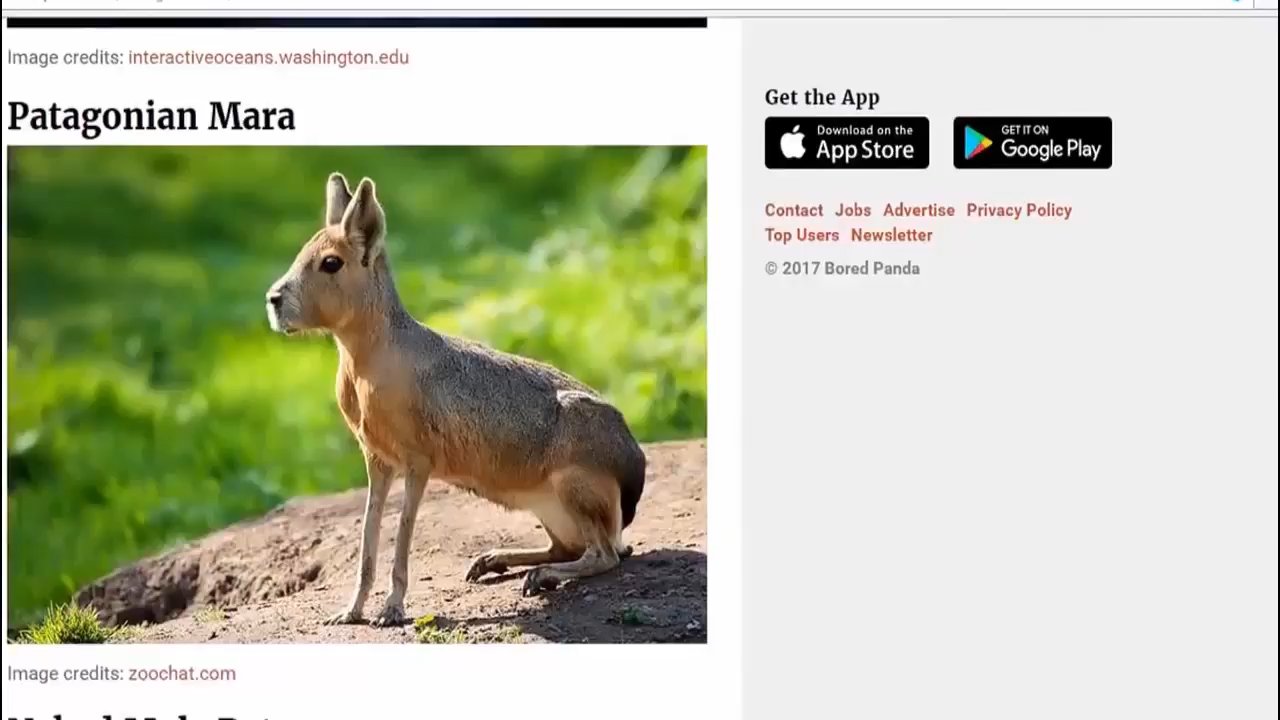 Image credits: interactiveoceans.washington.edu
Patagonian Mara
Image credits: zoochat.com
Get the App
Download on the
App Store
GET IT ON
Google Play
Contact Jobs Advertise Privacy Policy
Top Users Newsletter
© 2017 Bored Panda